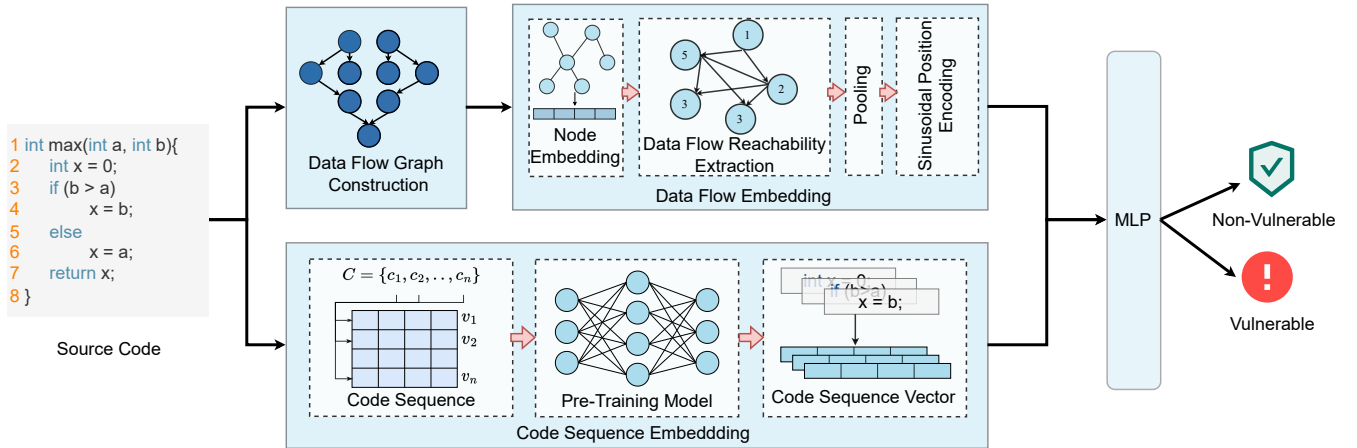 1 int max(int a, int b){
2 int x = 0;
3 if (b > a)
4 x = b;
5 else
6 x = a;
7 return x;
8 }
Source Code
Data Flow Graph
Construction
Node
Embedding
1
5
2
3
3
Data Flow Reachability
Extraction
Pooling
Sinusoidal Position
Encoding
Data Flow Embedding
C = {c₁, c₂, . ., cₙ}
v₁
v₂
vₙ
Code Sequence
Pre-Training Model
int x = 0;
if (b>a)
x = b;
Code Sequence Vector
Code Sequence Embeddding
MLP
Non-Vulnerable
Vulnerable